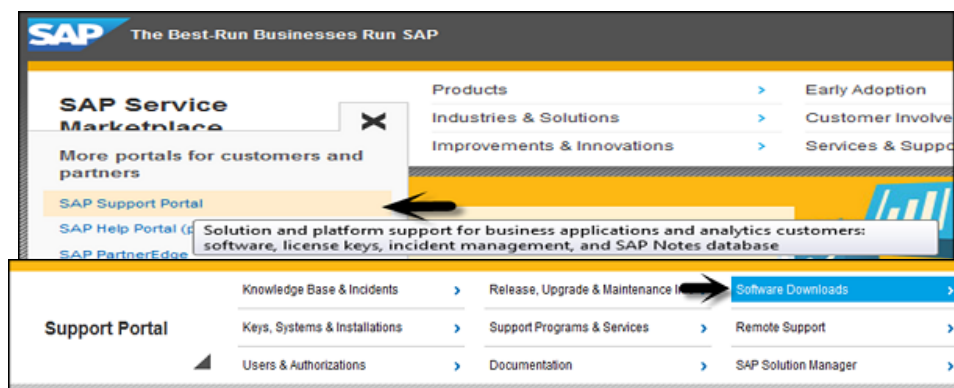 SAP The Best-Run Businesses Run SAP
SAP Service
Marketplace
Products
Early Adoption
Industries & Solutions
Customer Involve
Improvements & Innovations
Services & Suppo
More portals for customers and
partners
SAP Support Portal
SAP Help Portal (p
SAP PartnerEdge
Solution and platform support for business applications and analytics customers:
software, license keys, incident management, and SAP Notes database
Support Portal
Knowledge Base & Incidents
Release, Upgrade & Maintenance
Software Downloads
Keys, Systems & Installations
Support Programs & Services
Remote Support
Users & Authorizations
Documentation
SAP Solution Manager